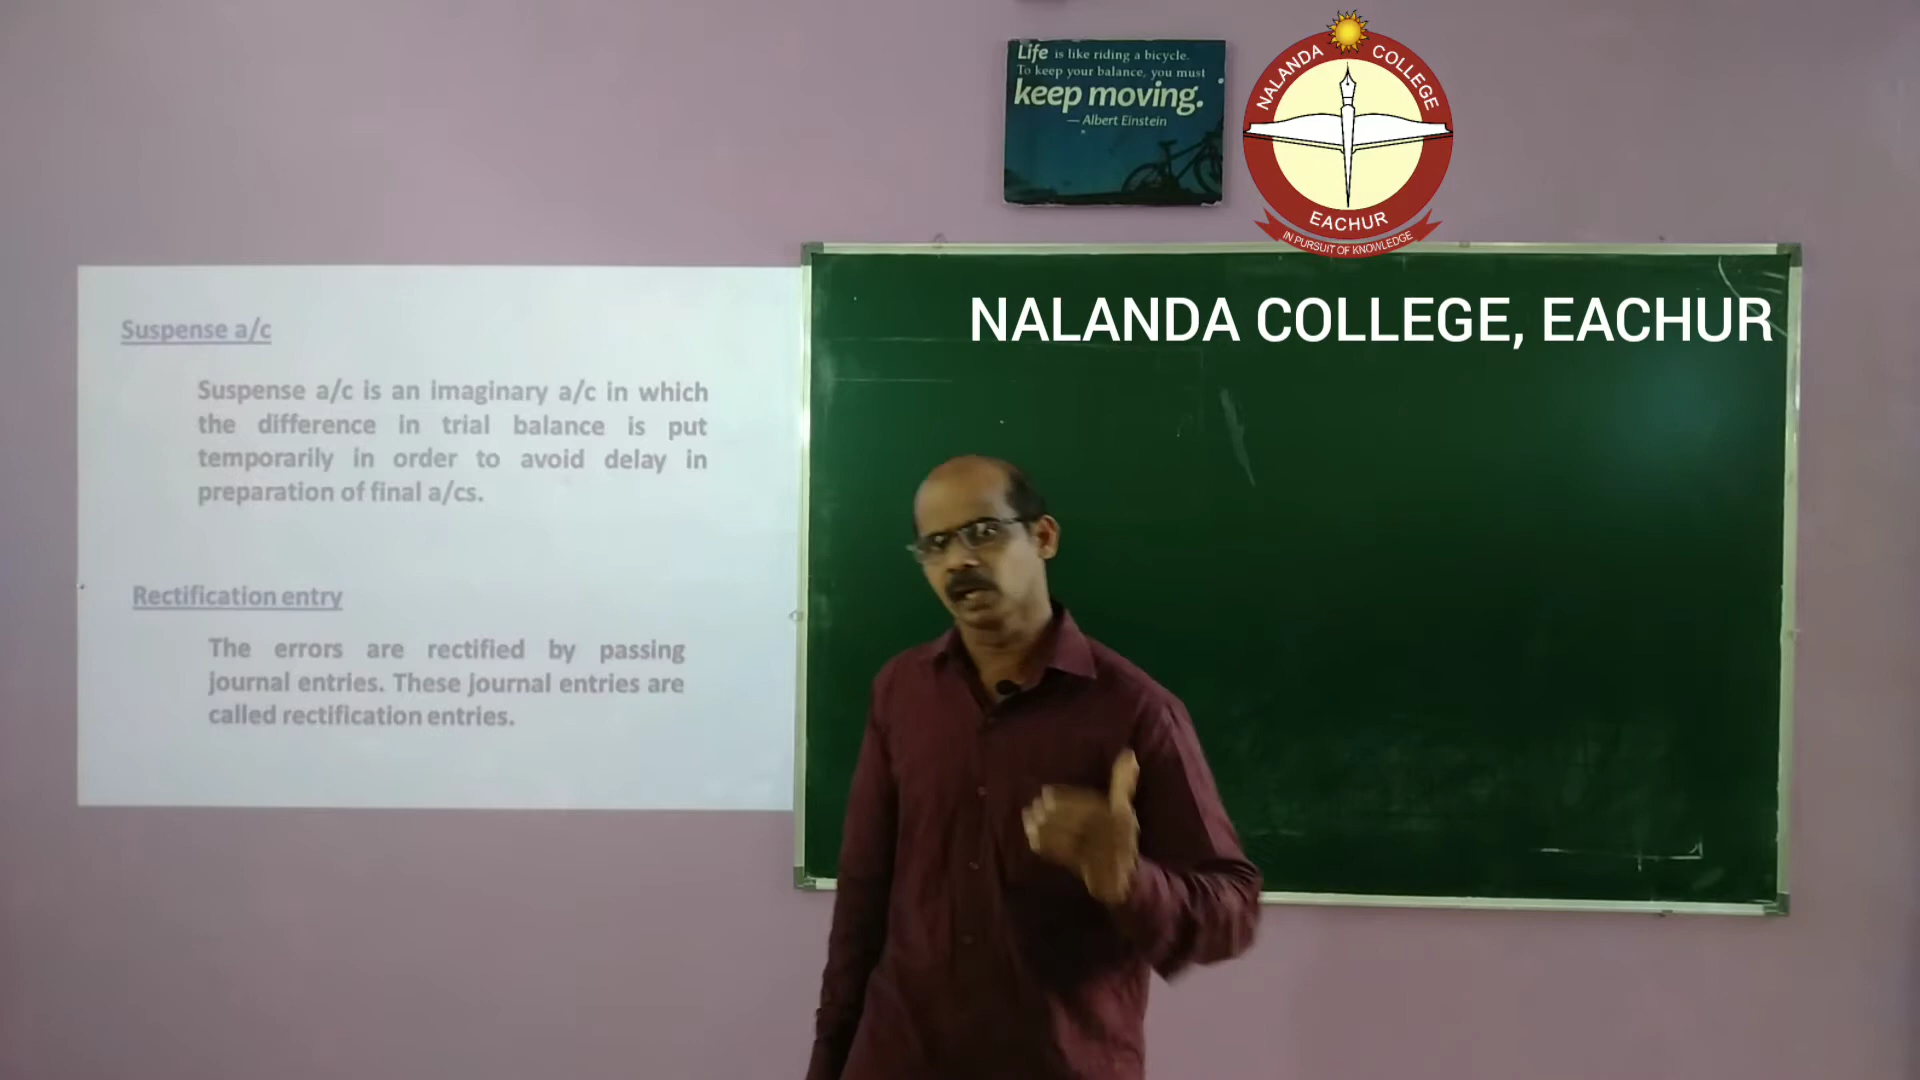 Life is like riding a bicycle.
To keep your balance, you must
keep moving.
— Albert Einstein
NALANDA COLLEGE
EACHUR
IN PURSUIT OF KNOWLEDGE
NALANDA COLLEGE, EACHUR
Suspense a/c
Suspense a/c is an imaginary a/c in which
the difference in trial balance is put
temporarily in order to avoid delay in
preparation of final a/cs.
Rectification entry
The errors are rectified by passing
journal entries. These journal entries are
called rectification entries.